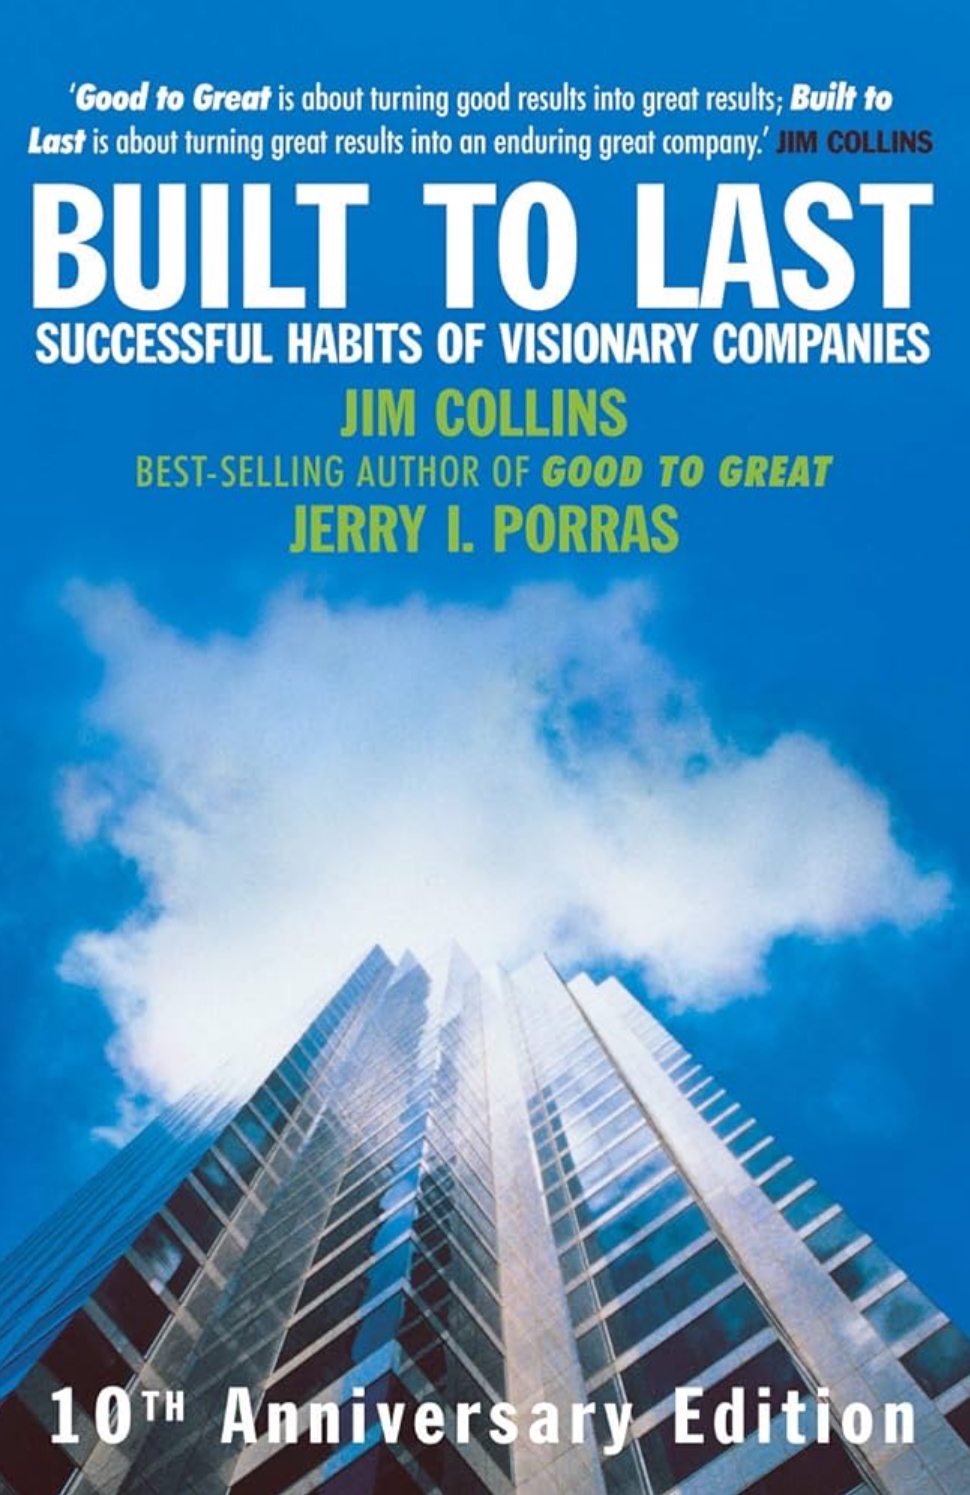 ‘Good to Great is about turning good results into great results; Built to
Last is about turning great results into an enduring great company.’ JIM COLLINS
BUILT TO LAST
SUCCESSFUL HABITS OF VISIONARY COMPANIES
JIM COLLINS
BEST-SELLING AUTHOR OF GOOD TO GREAT
JERRY I. PORRAS
10TH Anniversary Edition